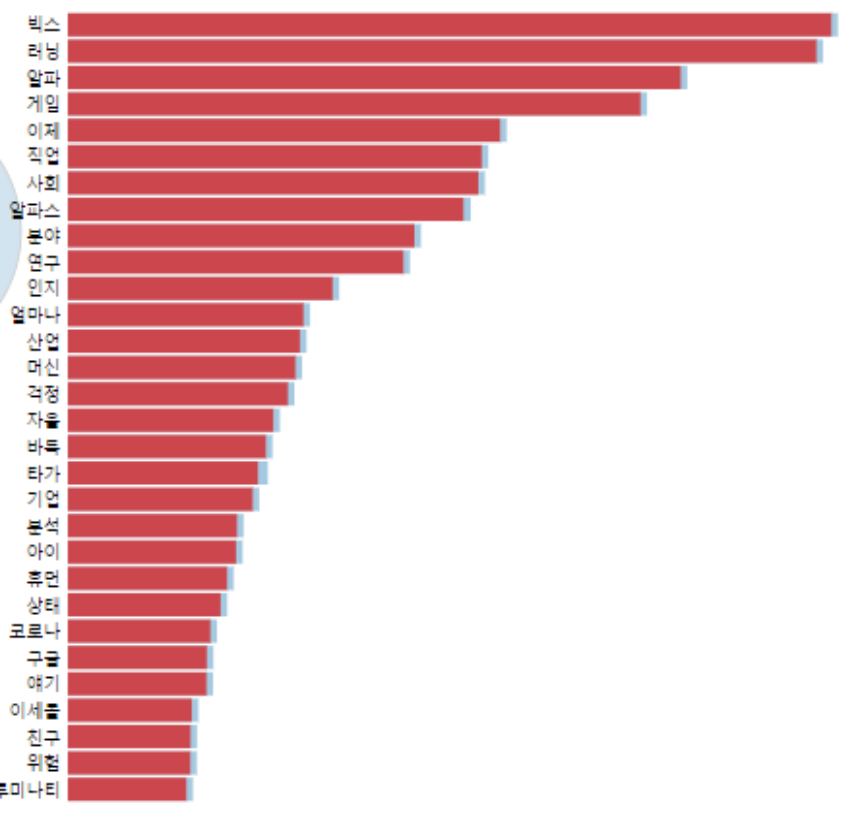 빅스
러닝
알파
게임
이제
직업
사회
알파스
분야
연구
인지
얼마나
산업
머신
걱정
자율
바둑
타가
기업
분석
아이
휴먼
상태
코로나
구글
얘기
이세돌
친구
위험
루미나티